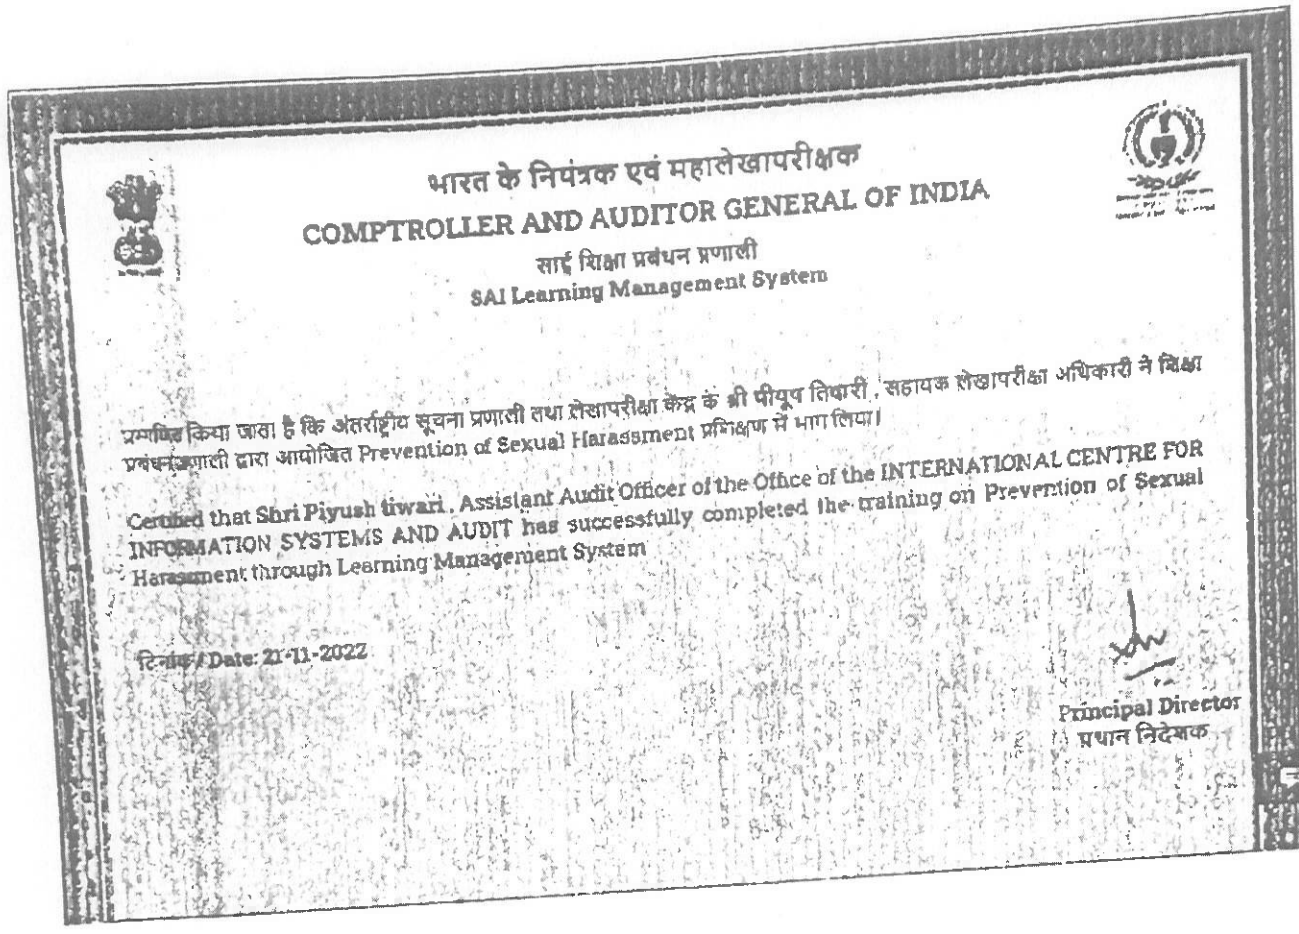 भारत के नियंत्रक एवं महालेखापरीक्षक
COMPTROLLER AND AUDITOR GENERAL OF INDIA
साई शिक्षा प्रबंधन प्रणाली
SAI Learning Management System
प्रमाणित किया जाता है कि अंतर्राष्ट्रीय सूचना प्रणाली तथा लेखापरीक्षा केंद्र के श्री पीयूष तिवारी , सहायक लेखापरीक्षा अधिकारी ने शिक्षा
प्रबंधन प्रणाली द्वारा आयोजित Prevention of Sexual Harassment प्रशिक्षण में भाग लिया।
Certified that Shri Piyush tiwari , Assistant Audit Officer of the Office of the INTERNATIONAL CENTRE FOR
INFORMATION SYSTEMS AND AUDIT has successfully completed the training on Prevention of Sexual
Harassment through Learning Management System
दिनांक / Date: 21-11-2022
Principal Director
प्रधान निदेशक